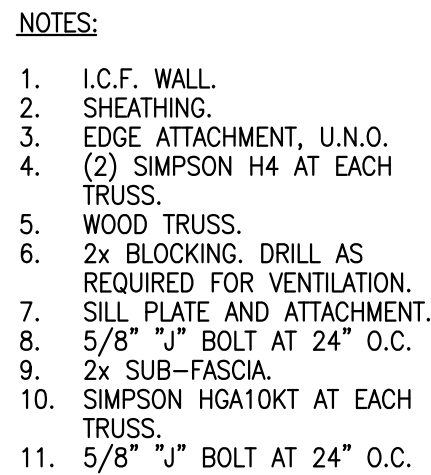 NOTES:
1. I.C.F. WALL.
2. SHEATHING.
3. EDGE ATTACHMENT, U.N.O.
4. (2) SIMPSON H4 AT EACH
TRUSS.
5. WOOD TRUSS.
6. 2x BLOCKING. DRILL AS
REQUIRED FOR VENTILATION.
7. SILL PLATE AND ATTACHMENT.
8. 5/8" "J" BOLT AT 24" O.C.
9. 2x SUB-FASCIA.
10. SIMPSON HGA10KT AT EACH
TRUSS.
11. 5/8" "J" BOLT AT 24" O.C.